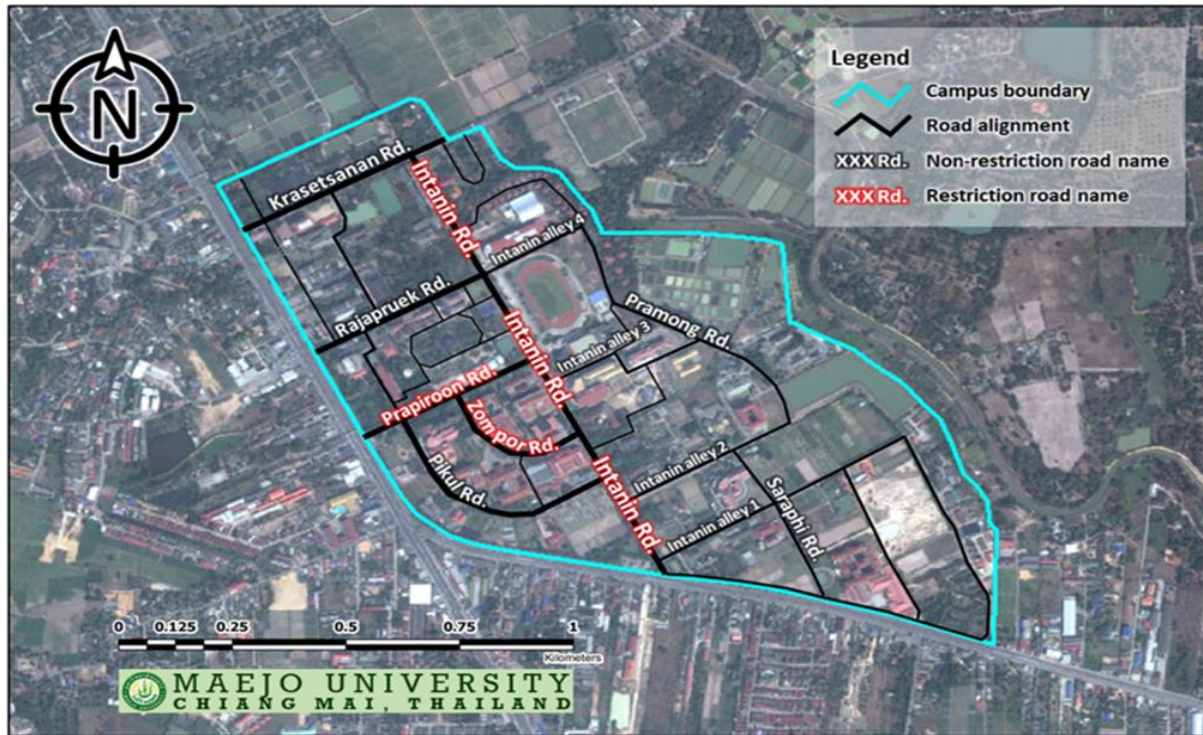 N
Legend
Campus boundary
Road alignment
XXX Rd. Non-restriction road name
XXX Rd. Restriction road name
Krasetsanan Rd.
Intanin Rd.
Intanin alley 4
Rajapruek Rd.
Pramong Rd.
Intanin Rd.
Intanin alley 3
Prapiroon Rd.
Zom por Rd.
Pikul Rd.
Intanin alley 2
Intanin Rd.
Saraphi Rd.
Intanin alley 1
0 0.125 0.25 0.5 0.75 1
Kilometers
MAEJO UNIVERSITY
CHIANG MAI, THAILAND